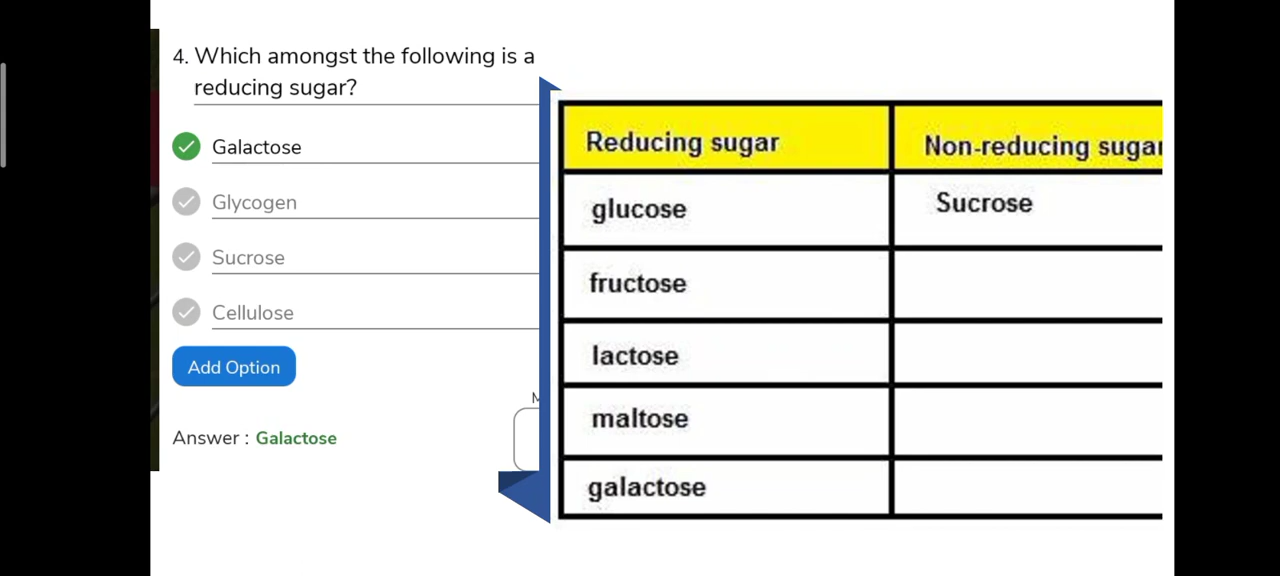 4. Which amongst the following is a
reducing sugar?
Galactose
Glycogen
Sucrose
Cellulose
Add Option
Answer : Galactose
Reducing sugar
Non-reducing sugar
glucose
Sucrose
fructose
lactose
maltose
galactose